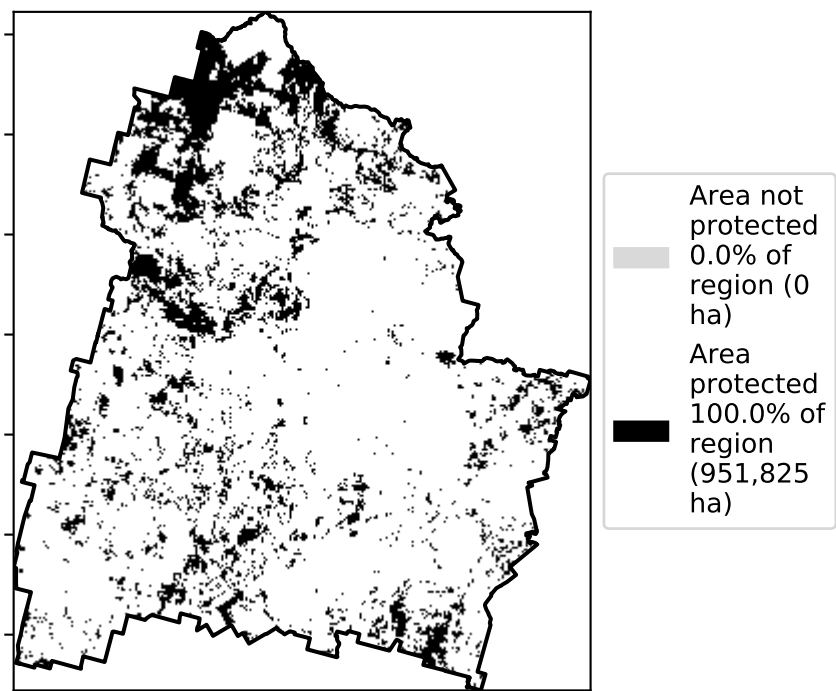 Area not
protected
0.0% of
region (0
ha)
Area
protected
100.0% of
region
(951,825
ha)